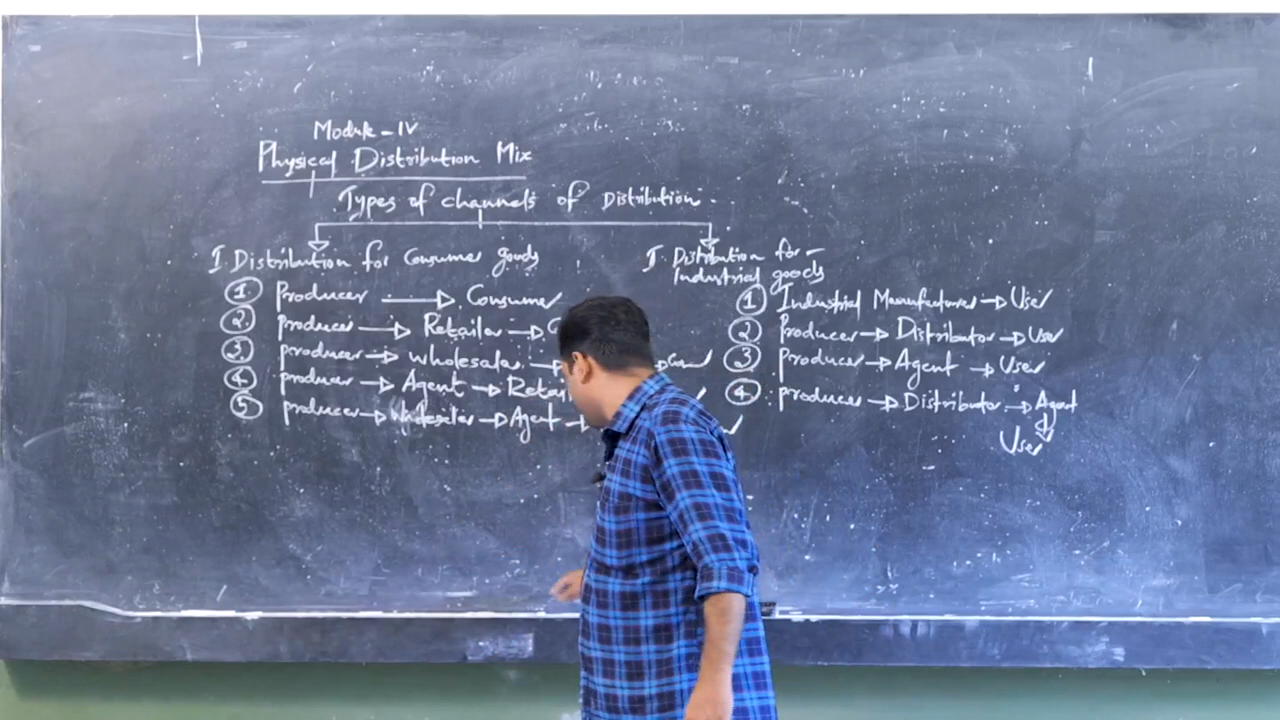 Module - IV
Physical Distribution Mix
Types of channels of Distribution.
I. Distribution for Consumer goods
① Producer → Consumer
② producer → Retailer →
③ producer → wholesaler →
④ producer → Agent → Retail
⑤ producer → wholesaler → Agent →
I. Distribution for -
Industrial goods
① Industrial Manufacturer → User
② Producer → Distributor → User
③ Producer → Agent → User
④ producer → Distributor → Agent
User